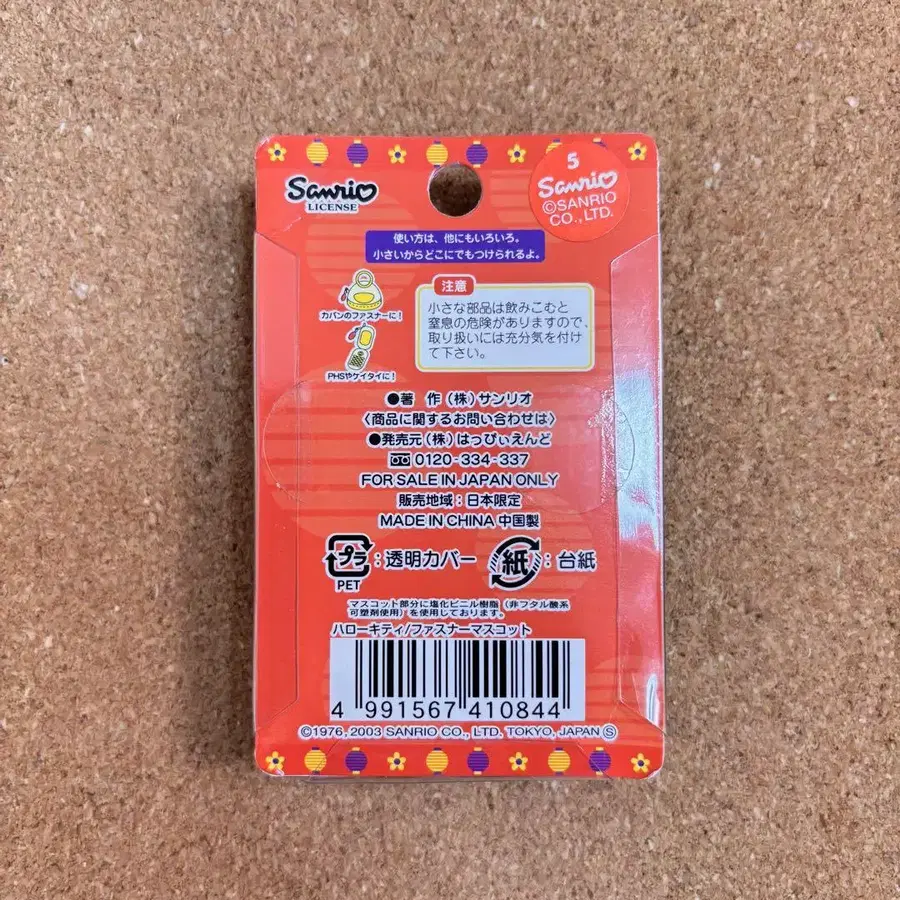 Sanrio
LICENSE
5
Sanrio
©SANRIO
CO.,LTD.
使い方は、他にもいろいろ。
小さいからどこにでもつけられるよ。
カバンのファスナーに!
PHSやケイタイに!
注意
小さな部品は飲みこむと
窒息の危険がありますので、
取り扱いには充分気を付け
て下さい。
●著 作(株)サンリオ
〈商品に関するお問い合わせは〉
●発売元(株)はっぴぃえんど
0120-334-337
FOR SALE IN JAPAN ONLY
販売地域:日本限定
MADE IN CHINA 中国製
プラ:透明カバー 紙:台紙
PET
マスコット部分に塩化ビニル樹脂(非フタル酸系
可塑剤使用)を使用しております。
ハローキティ/ファスナーマスコット
4 991567 410844
©1976, 2003 SANRIO CO., LTD. TOKYO, JAPAN Ⓢ